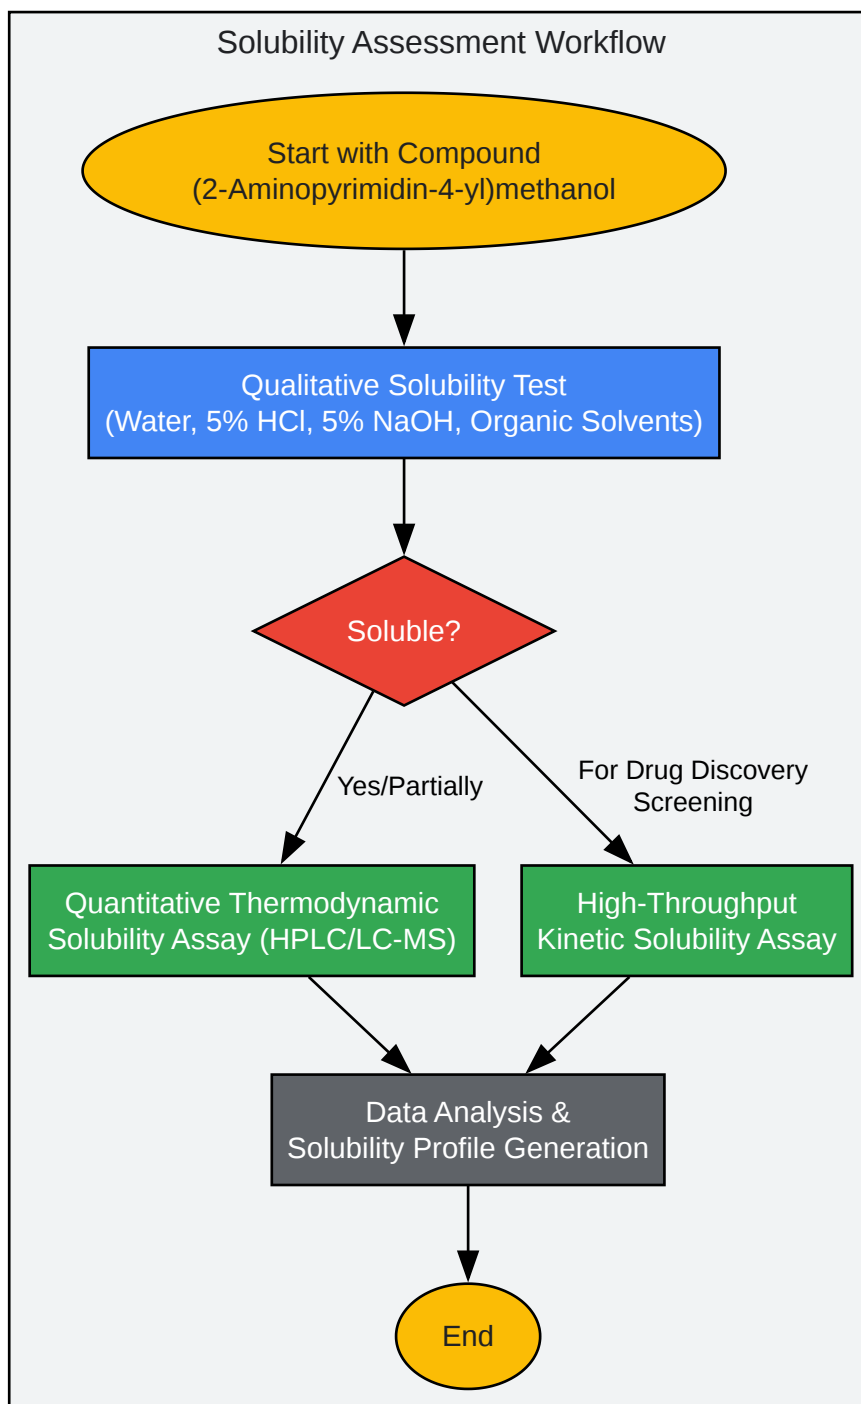 Solubility Assessment Workflow
Start with Compound
(2-Aminopyrimidin-4-yl)methanol
Qualitative Solubility Test
(Water, 5% HCl, 5% NaOH, Organic Solvents)
Soluble?
Yes/Partially
For Drug Discovery
Screening
Quantitative Thermodynamic
Solubility Assay (HPLC/LC-MS)
High-Throughput
Kinetic Solubility Assay
Data Analysis &
Solubility Profile Generation
End